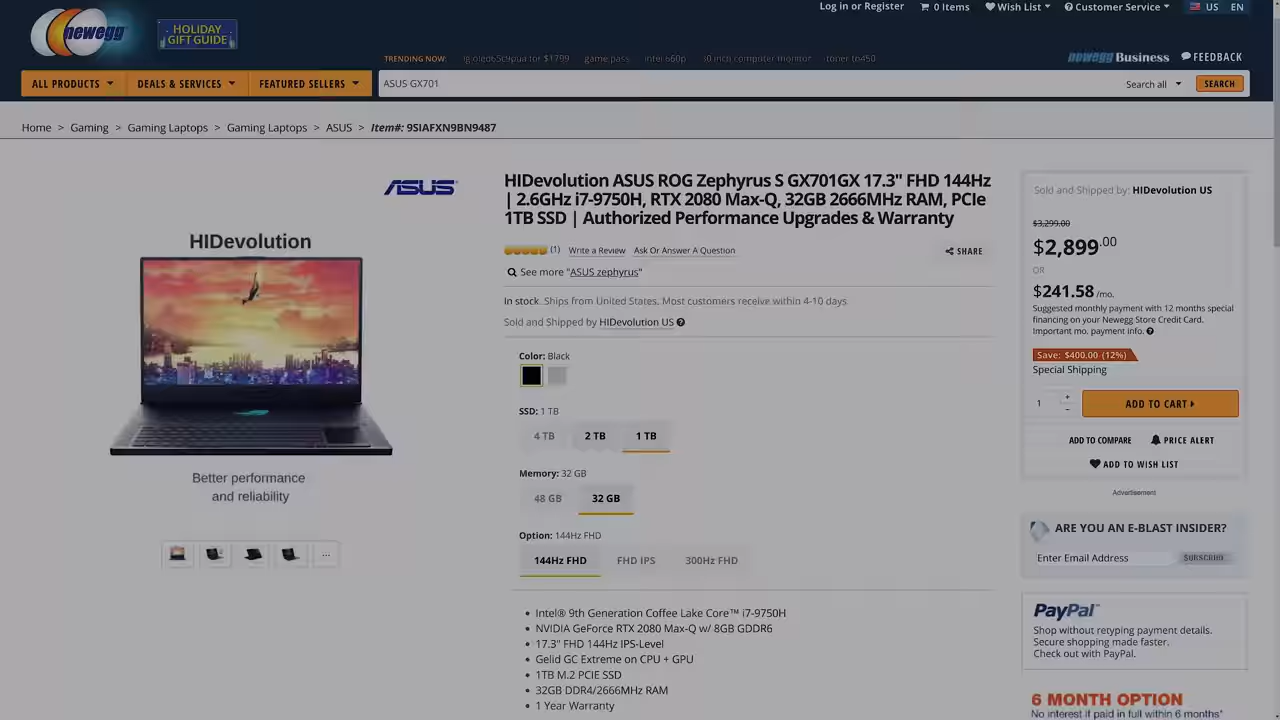 Log in or Register
0 Items
Wish List
Customer Service
US
EN
newegg
HOLIDAY
GIFT GUIDE
TRENDING NOW:
game pass
intel 660p
toner tn450
newegg Business
FEEDBACK
ALL PRODUCTS
DEALS & SERVICES
FEATURED SELLERS
ASUS GX701
Search all
SEARCH
Home > Gaming > Gaming Laptops > Gaming Laptops > ASUS > Item#: 9SIAFXN9BN9487
ASUS
HIDevolution
Better performance
and reliability
...
HIDevolution ASUS ROG Zephyrus S GX701GX 17.3" FHD 144Hz
| 2.6GHz i7-9750H, RTX 2080 Max-Q, 32GB 2666MHz RAM, PCIe
1TB SSD | Authorized Performance Upgrades & Warranty
(1) Write a Review Ask Or Answer A Question
SHARE
See more "ASUS zephyrus"
In stock. Ships from United States. Most customers receive within 4-10 days.
Sold and Shipped by HIDevolution US
Color: Black
SSD: 1 TB
4 TB 2 TB 1 TB
Memory: 32 GB
48 GB 32 GB
Option: 144Hz FHD
144Hz FHD FHD IPS 300Hz FHD
• Intel® 9th Generation Coffee Lake Core™ i7-9750H
• NVIDIA GeForce RTX 2080 Max-Q w/ 8GB GDDR6
• 17.3" FHD 144Hz IPS-Level
• Gelid GC Extreme on CPU + GPU
• 1TB M.2 PCIE SSD
• 32GB DDR4/2666MHz RAM
• 1 Year Warranty
Sold and Shipped by: HIDevolution US
$3,299.00
$2,899.00
OR
$241.58 /mo.
Suggested monthly payment with 12 months special
financing on your Newegg Store Credit Card.
Important mo. payment info.
Save: $400.00 (12%)
Special Shipping
1
+
-
ADD TO CART
ADD TO COMPARE
PRICE ALERT
ADD TO WISH LIST
Advertisement
ARE YOU AN E-BLAST INSIDER?
Enter Email Address
SUBSCRIBE
PayPal™
Shop without retyping payment details.
Secure shopping made faster.
Check out with PayPal.
6 MONTH OPTION
No interest if paid in full within 6 months*